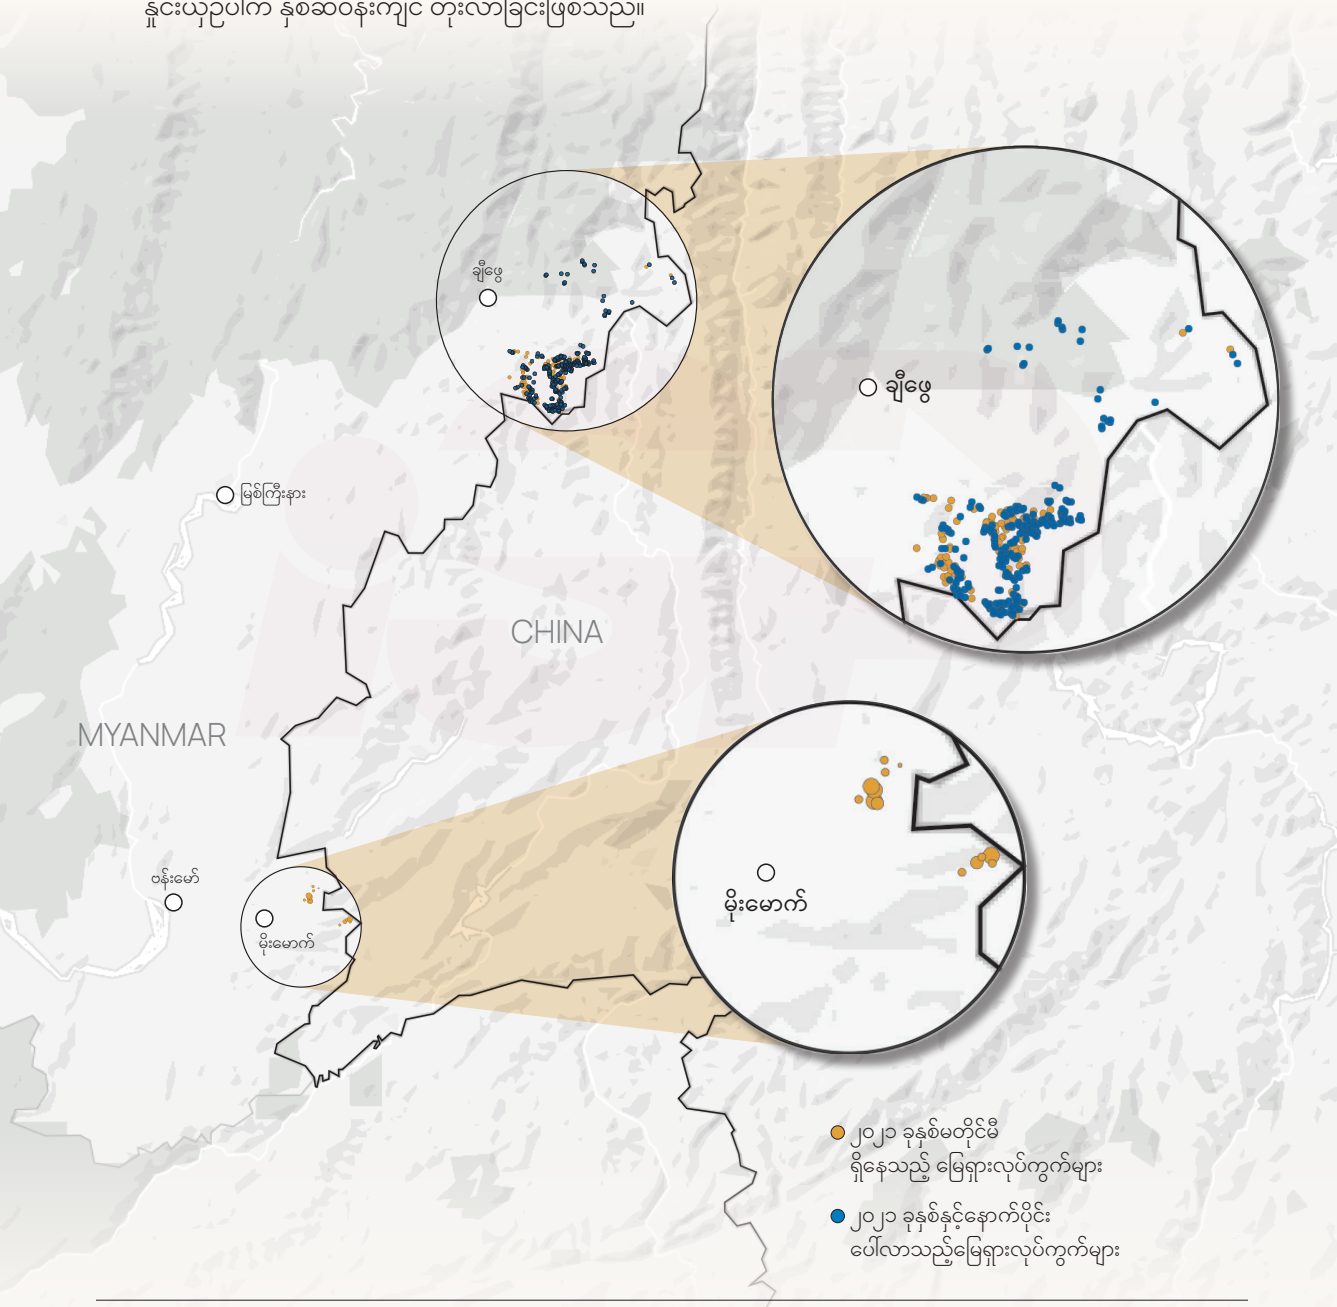 နှိုင်းယှဉ်ပါက နှစ်ဆဝန်းကျင် တိုးလာခြင်းဖြစ်သည်။
ချီဖွေ
ချီဖွေ
မြစ်ကြီးနား
CHINA
MYANMAR
ဗန်းမော်
မိုးမောက်
မိုးမောက်
၂၀၂၁ ခုနှစ်မတိုင်မီ
ရှိနေသည့် မြေရှားလုပ်ကွက်များ
၂၀၂၁ ခုနှစ်နှင့်နောက်ပိုင်း
ပေါ်လာသည့်မြေရှားလုပ်ကွက်များ